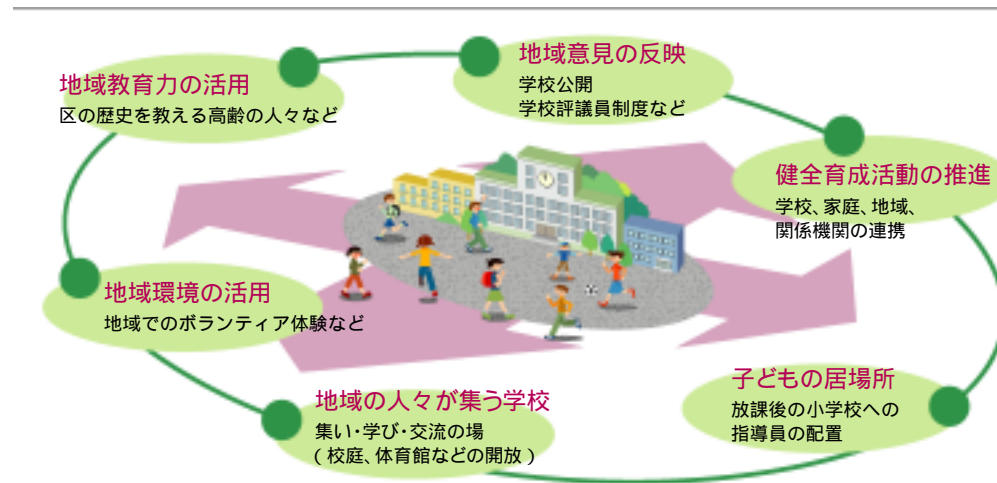 地域意見の反映
学校公開
学校評議員制度など
地域教育力の活用
区の歴史を教える高齢の人々など
健全育成活動の推進
学校、家庭、地域、
関係機関の連携
地域環境の活用
地域でのボランティア体験など
子どもの居場所
放課後の小学校への
指導員の配置
地域の人々が集う学校
集い・学び・交流の場
(校庭、体育館などの開放)